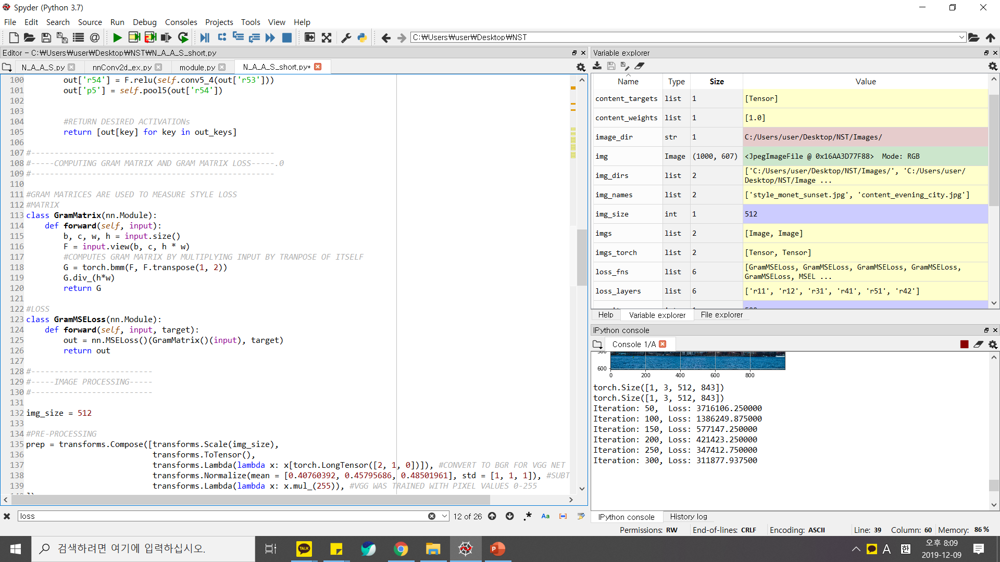 Spyder (Python 3.7)
File Edit Search Source Run Debug Consoles Projects Tools View Help
C:₩Users₩user₩Desktop₩NST
Editor - C:₩Users₩user₩Desktop₩NST₩N_A_A_S_short.py
N_A_A_S.py nnConv2d_ex.py module.py N_A_A_S_short.py*
100 out['r54'] = F.relu(self.conv5_4(out['r53']))
101 out['p5'] = self.pool5(out['r54'])
102
103
104 #RETURN DESIRED ACTIVATIONs
105 return [out[key] for key in out_keys]
106
107 #----------------------------------------------------
108 #-----COMPUTING GRAM MATRIX AND GRAM MATRIX LOSS-----.0
109 #----------------------------------------------------
110
111 #GRAM MATRICES ARE USED TO MEASURE STYLE LOSS
112 #MATRIX
113 class GramMatrix(nn.Module):
114 def forward(self, input):
115 b, c, w, h = input.size()
116 F = input.view(b, c, h * w)
117 #COMPUTES GRAM MATRIX BY MULTIPLYING INPUT BY TRANPOSE OF ITSELF
118 G = torch.bmm(F, F.transpose(1, 2))
119 G.div_(h*w)
120 return G
121
122 #LOSS
123 class GramMSELoss(nn.Module):
124 def forward(self, input, target):
125 out = nn.MSELoss()(GramMatrix()(input), target)
126 return out
127
128 #--------------------------
129 #-----IMAGE PROCESSING-----
130 #--------------------------
131
132 img_size = 512
133
134 #PRE-PROCESSING
135 prep = transforms.Compose([transforms.Scale(img_size),
136 transforms.ToTensor(),
137 transforms.Lambda(lambda x: x[torch.LongTensor([2, 1, 0])]), #CONVERT TO BGR FOR VGG NET
138 transforms.Normalize(mean = [0.40760392, 0.45795686, 0.48501961], std = [1, 1, 1]), #SUBT
139 transforms.Lambda(lambda x: x.mul_(255)), #VGG WAS TRAINED WITH PIXEL VALUES 0-255
loss 12 of 26 .* Aa
Variable explorer
Name Type Size Value
content_targets list 1 [Tensor]
content_weights list 1 [1.0]
image_dir str 1 C:/Users/user/Desktop/NST/Images/
img Image (1000, 607) <JpegImageFile @ 0x16AA3D77F88> Mode: RGB
img_dirs list 2 ['C:/Users/user/Desktop/NST/Images/', 'C:/Users/user/
Desktop/NST/Image ...
img_names list 2 ['style_monet_sunset.jpg', 'content_evening_city.jpg']
img_size int 1 512
imgs list 2 [Image, Image]
imgs_torch list 2 [Tensor, Tensor]
loss_fns list 6 [GramMSELoss, GramMSELoss, GramMSELoss, GramMSELoss,
GramMSELoss, MSEL ...
loss_layers list 6 ['r11', 'r12', 'r31', 'r41', 'r51', 'r42']
Help Variable explorer File explorer
IPython console
Console 1/A
600
0 200 400 600 800
torch.Size([1, 3, 512, 843])
torch.Size([1, 3, 512, 843])
Iteration: 50, Loss: 3716106.250000
Iteration: 100, Loss: 1386249.875000
Iteration: 150, Loss: 577147.250000
Iteration: 200, Loss: 421423.250000
Iteration: 250, Loss: 347412.750000
Iteration: 300, Loss: 311877.937500
IPython console History log
Permissions: RW End-of-lines: CRLF Encoding: ASCII Line: 39 Column: 60 Memory: 86 %
검색하려면 여기에 입력하십시오.
TALK
A 한
오후 8:09
2019-12-09